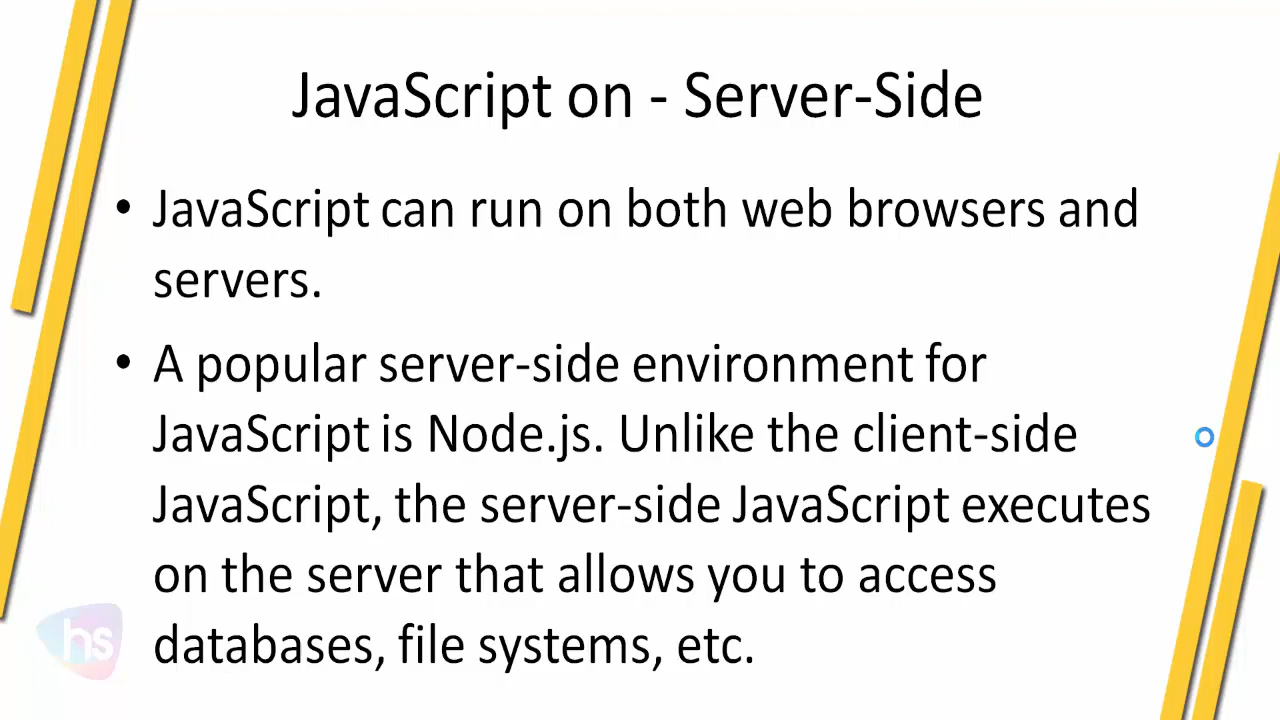 JavaScript on - Server-Side
• JavaScript can run on both web browsers and
servers.
• A popular server-side environment for
JavaScript is Node.js. Unlike the client-side
JavaScript, the server-side JavaScript executes
on the server that allows you to access
databases, file systems, etc.
hs